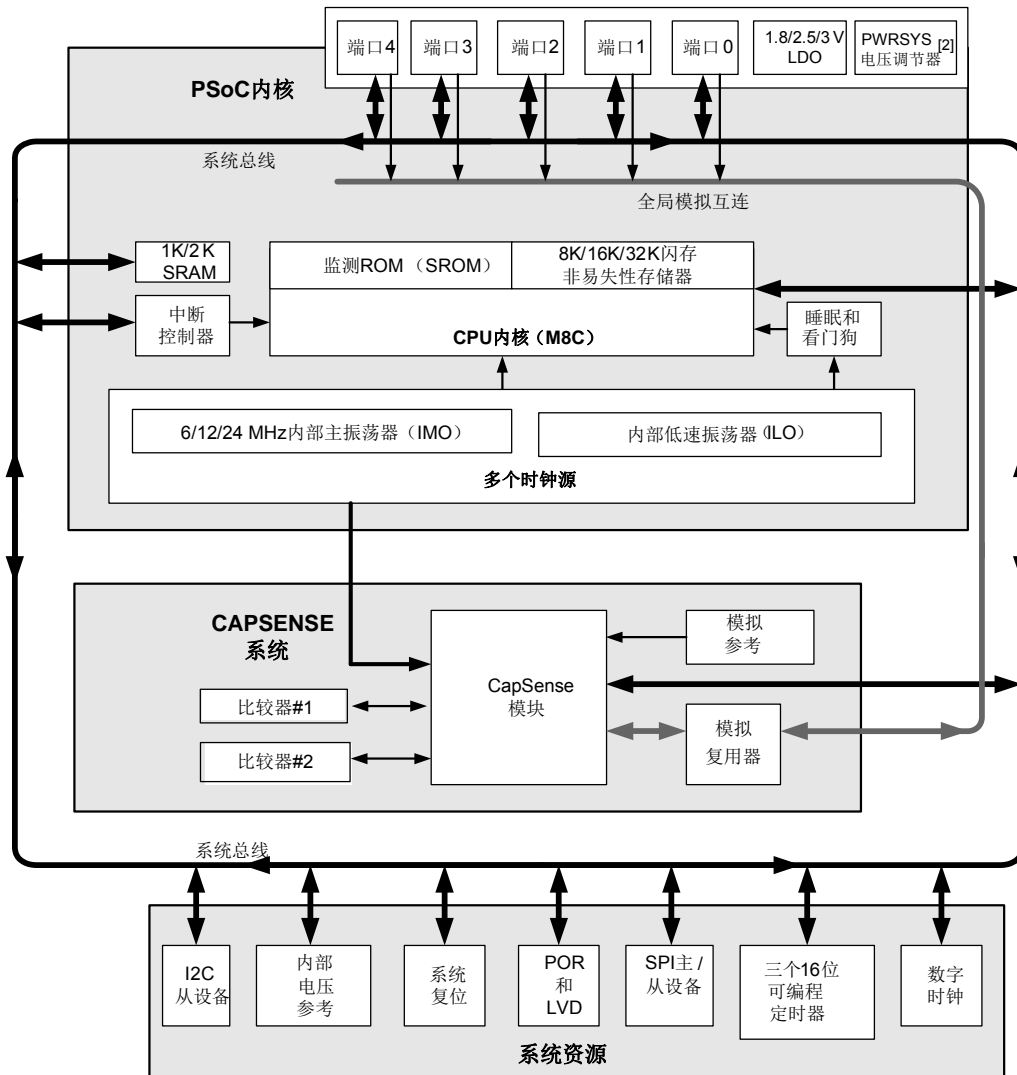 端口4
端口3
端口2
端口1
端口0
1.8/2.5/3 V
LDO
PWRSYS [2]
电压调节器
PSoC内核
系统总线
全局模拟互连
1K/2 K
SRAM
监测ROM （SROM）
8K/16K/32K闪存
非易失性存储器
中断
控制器
CPU内核（M8C）
睡眠和
看门狗
6/12/24 MHz内部主振荡器（IMO）
内部低速振荡器(ILO）
多个时钟源
CAPSENSE
系统
模拟
参考
CapSense
模块
比较器#1
模拟
复用器
比较器#2
系统总线
I2C
从设备
内部
电压
参考
系统
复位
POR
和
LVD
SPI主 /
从设备
三个16位
可编程
定时器
数字
时钟
系统资源